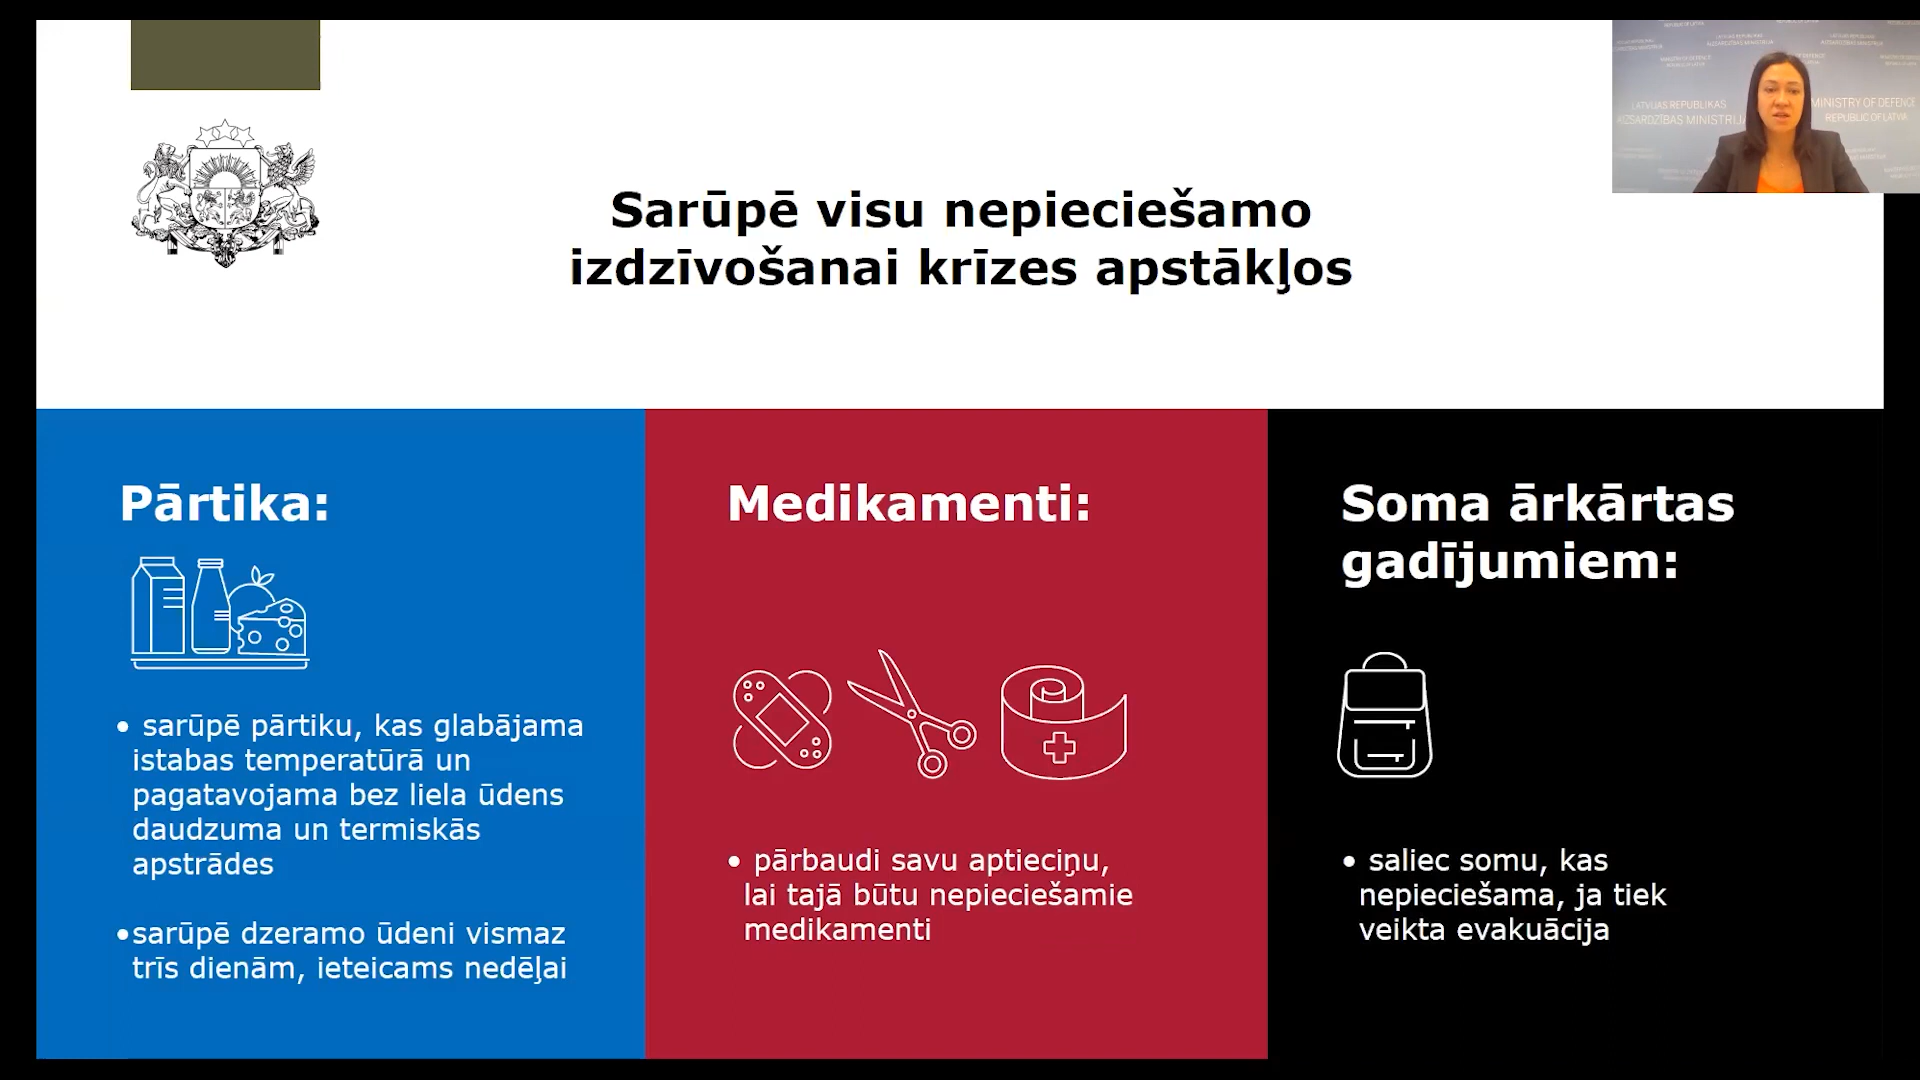 Sarūpē visu nepieciešamo
izdzīvošanai krīzes apstākļos
LATVIJAS REPUBLIKAS
AIZSARDZĪBAS MINISTRIJA
MINISTRY OF DEFENCE
REPUBLIC OF LATVIA
Pārtika:
• sarūpē pārtiku, kas glabājama
istabas temperatūrā un
pagatavojama bez liela ūdens
daudzuma un termiskās
apstrādes
•sarūpē dzeramo ūdeni vismaz
trīs dienām, ieteicams nedēļai
Medikamenti:
• pārbaudi savu aptieciņu,
lai tajā būtu nepieciešamie
medikamenti
Soma ārkārtas
gadījumiem:
• saliec somu, kas
nepieciešama, ja tiek
veikta evakuācija